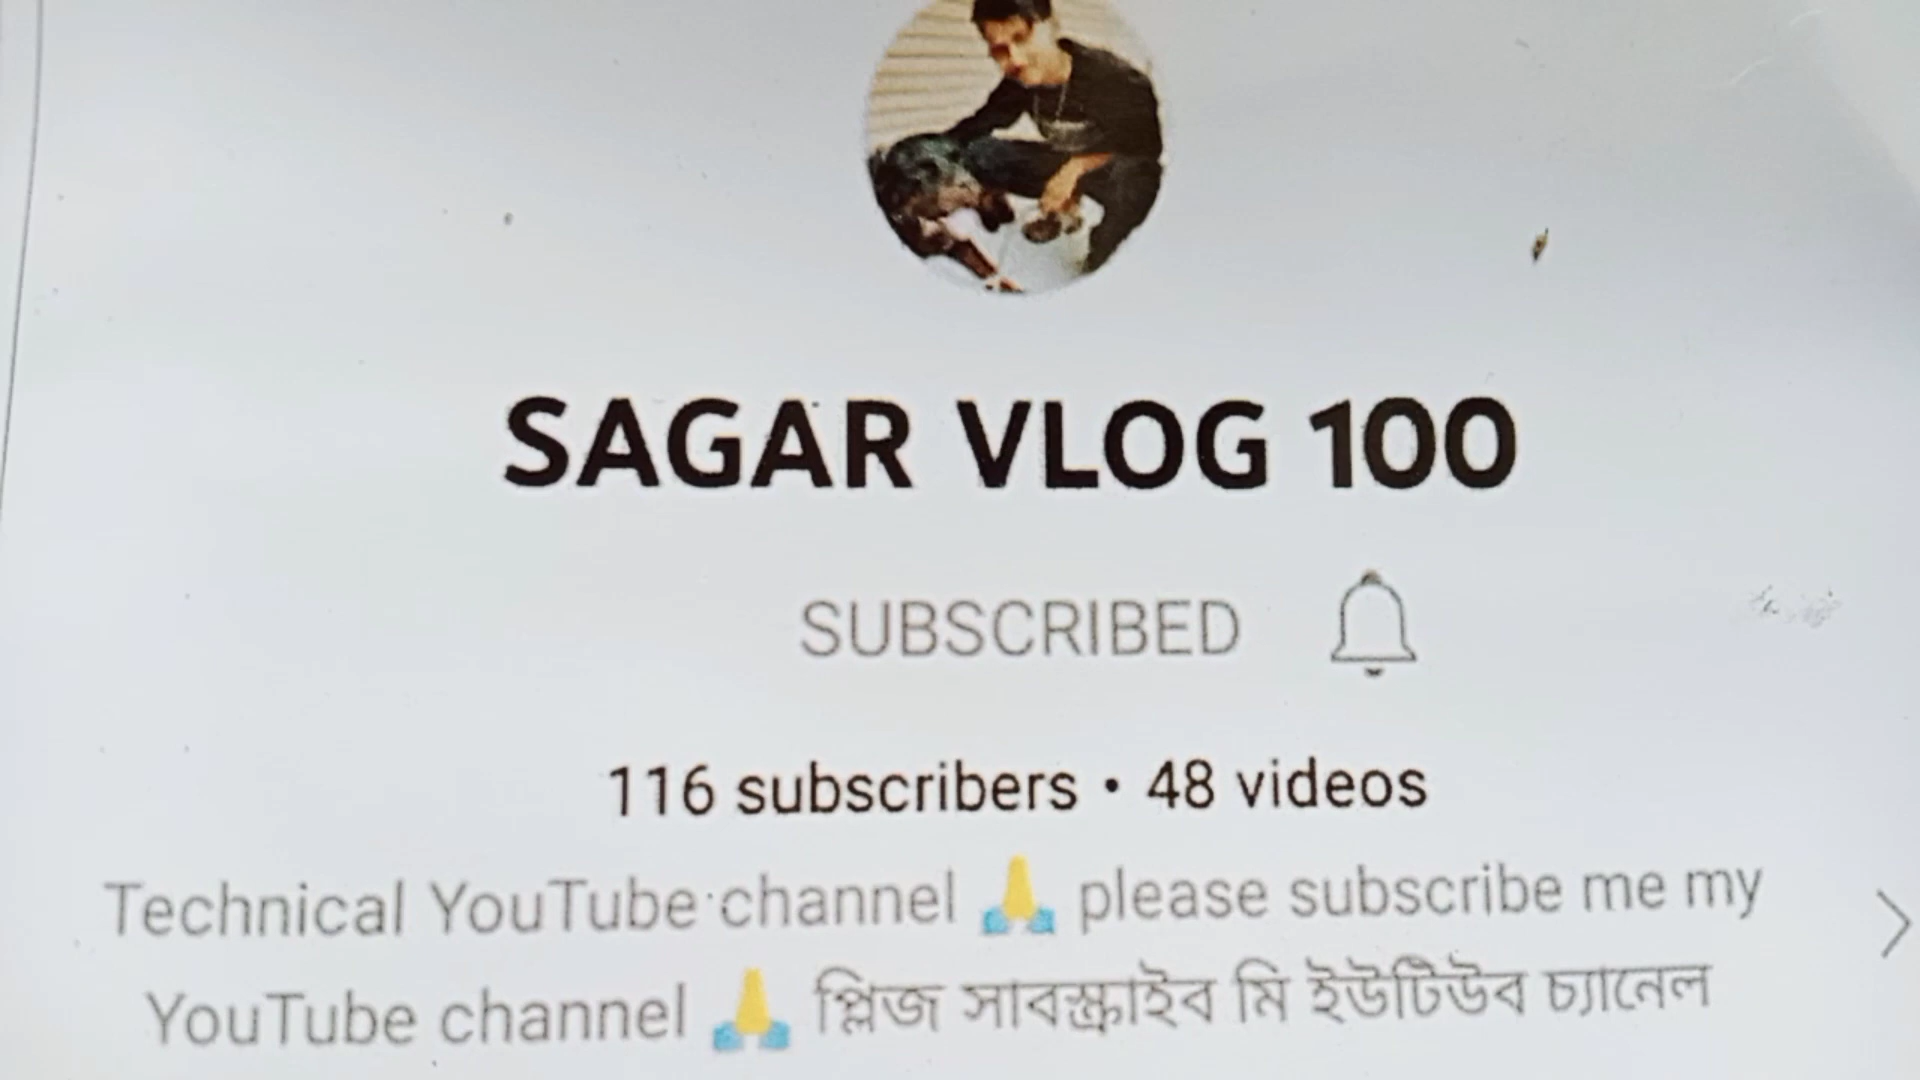 SAGAR VLOG 100
SUBSCRIBED
116 subscribers • 48 videos
Technical YouTube channel 🙏 please subscribe me my
YouTube channel 🙏 প্লিজ সাবস্ক্রাইব মি ইউটিউব চ্যানেল